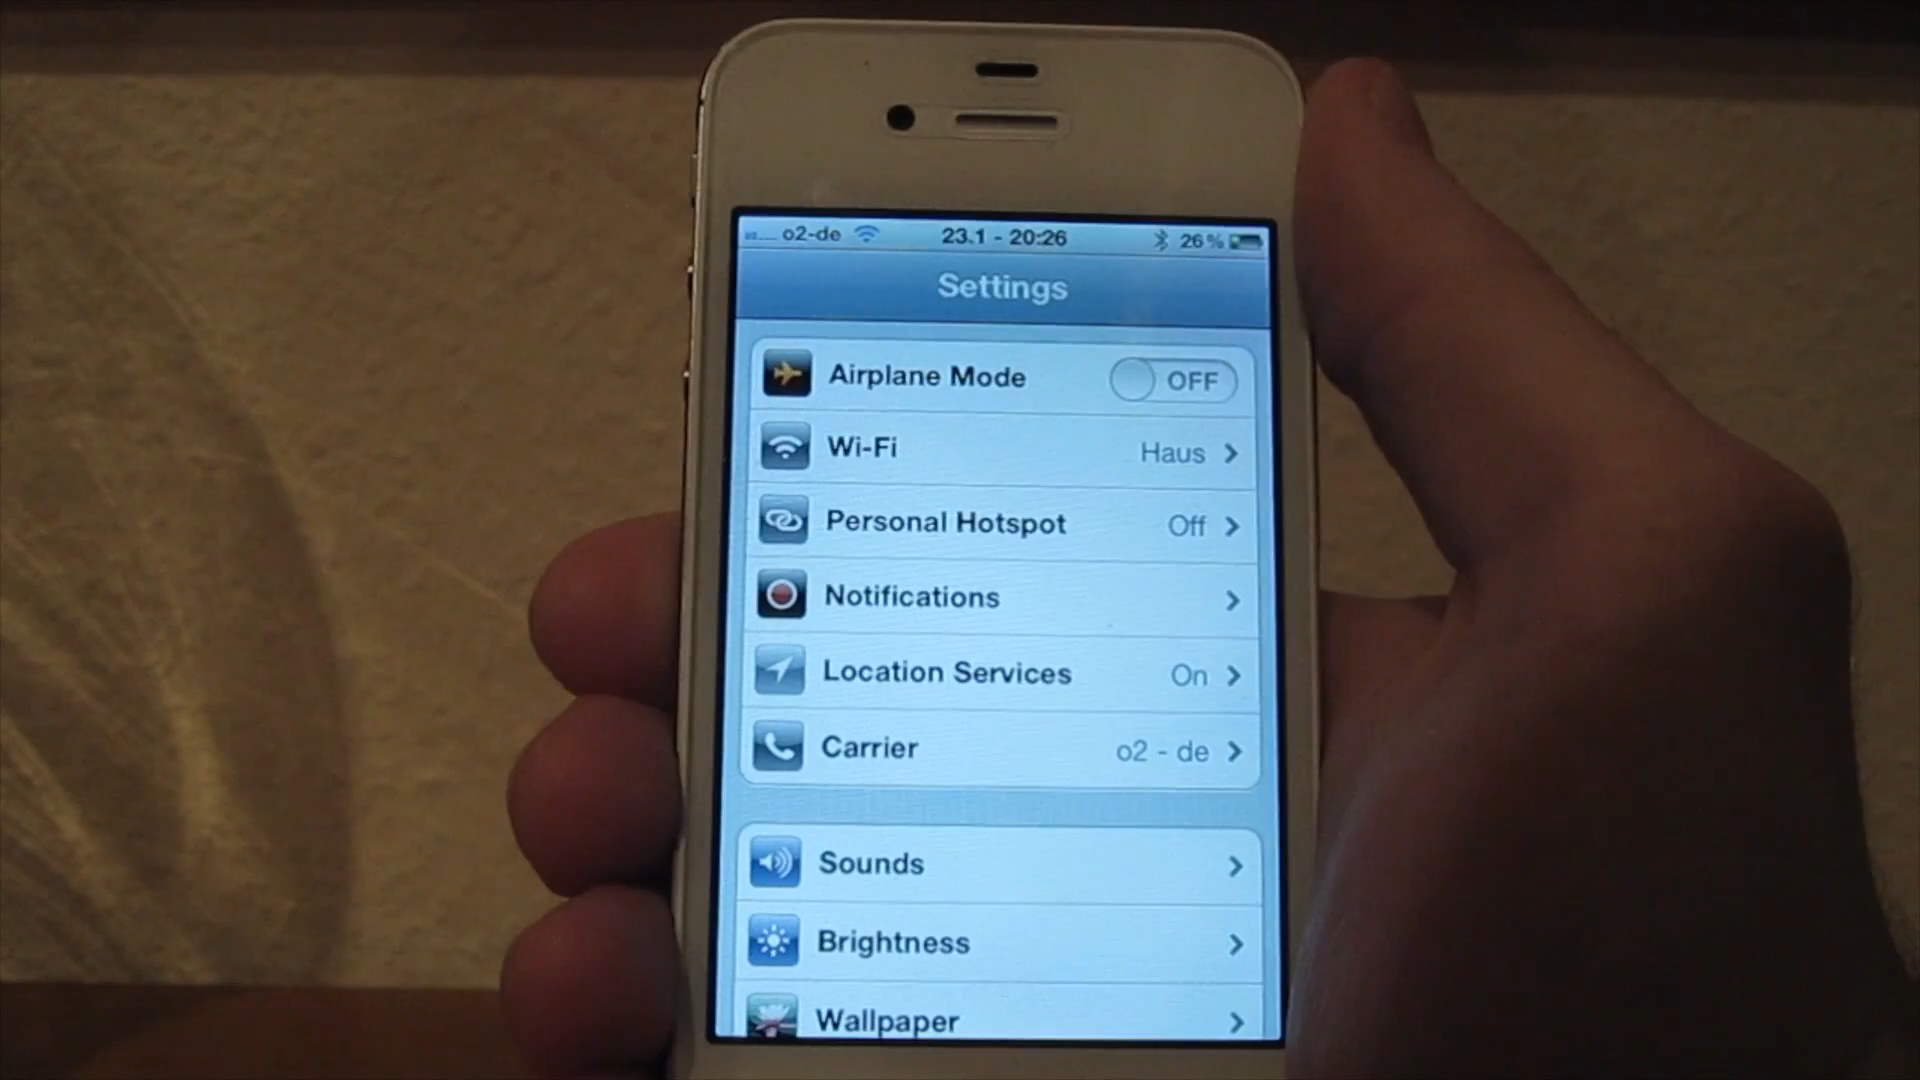 o2-de 23.1 - 20:26 26%
Settings
Airplane Mode OFF
Wi-Fi Haus
Personal Hotspot Off
Notifications
Location Services On
Carrier o2 - de
Sounds
Brightness
Wallpaper